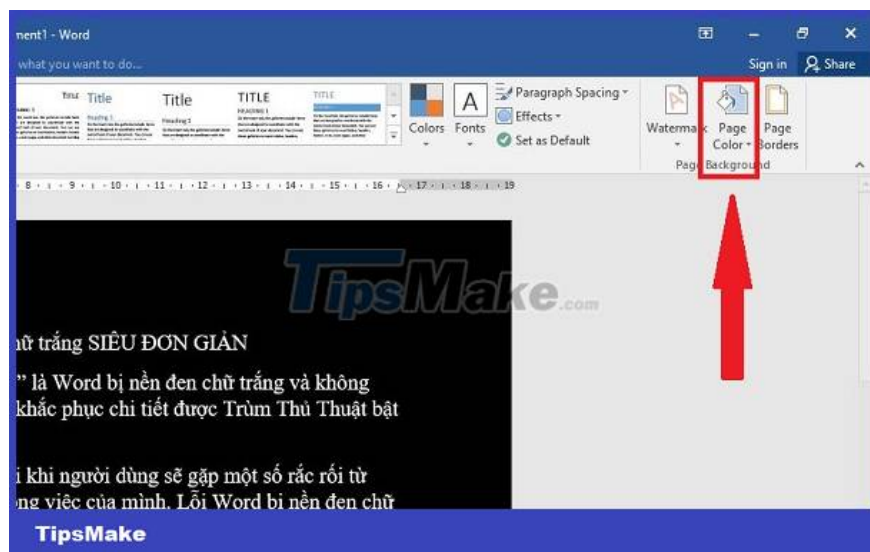 ment1 - Word
what you want to do...
Sign in
Share
Title
Title
Title
TITLE
TITLE
Heading 1
Heading 1
HEADING 1
Colors
Fonts
Paragraph Spacing
Effects
Set as Default
Watermark
Page Color
Page Borders
Page Background
8 9 10 11 12 13 14 15 16 17 18 19
TipsMake.com
hữ trắng SIÊU ĐƠN GIẢN
” là Word bị nền đen chữ trắng và không
khắc phục chi tiết được Trùm Thủ Thuật bật
i khi người dùng sẽ gặp một số rắc rối từ
ng việc của mình. Lỗi Word bị nền đen chữ
TipsMake